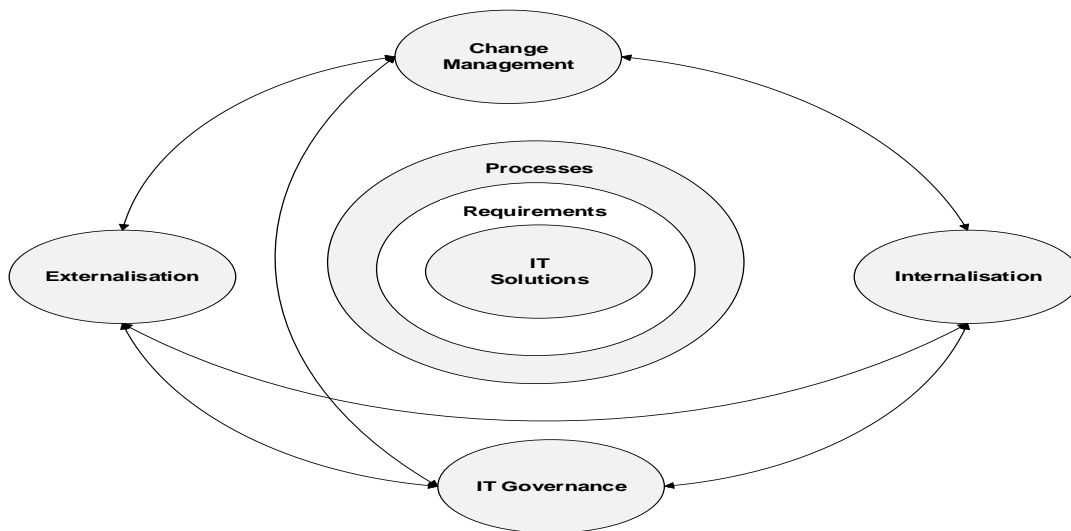 Change
Management
Processes
Requirements
IT
Solutions
Externalisation
Internalisation
IT Governance